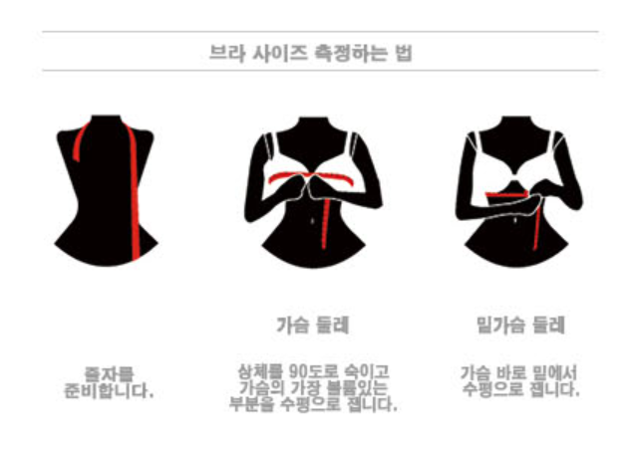 브라 사이즈 측정하는 법
가슴 둘레
밑가슴 둘레
줄자를
준비합니다.
상체를 90도로 숙이고
가슴의 가장 볼륨있는
부분을 수평으로 잽니다.
가슴 바로 밑에서
수평으로 잽니다.